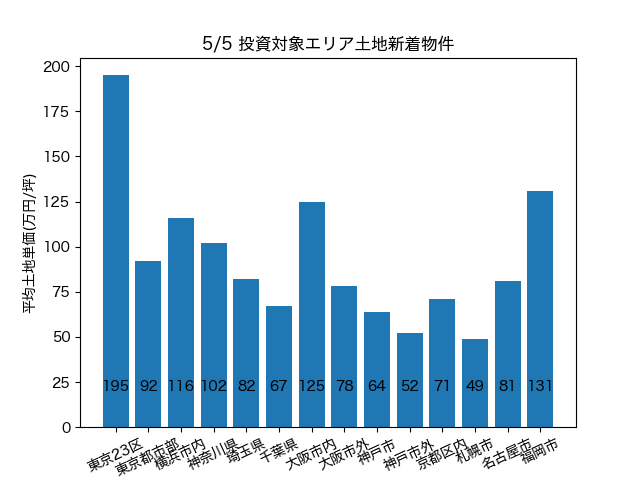 5/5 投資対象エリア土地新着物件
平均土地単価(万円/坪)
200
175
150
125
100
75
50
25
0
195 92 116 102 82 67 125 78 64 52 71 49 81 131
東京23区 東京都市部 横浜市内 神奈川県 埼玉県 千葉県 大阪市内 大阪市外 神戸市 神戸市外 京都区内 札幌市 名古屋市 福岡市